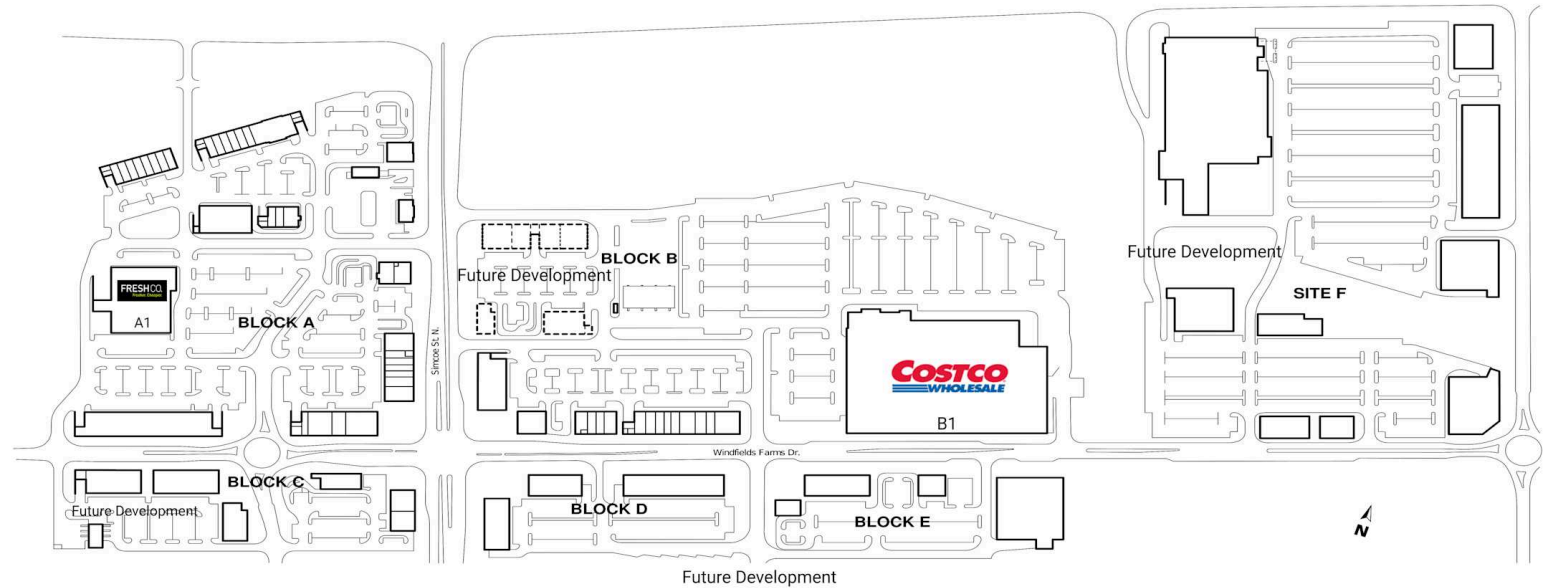 BLOCK B
Future Development
Future Development
FRESHCO.
A1
BLOCK A
SITE F
Simcoe St. N.
COSTCO
WHOLESALE
B1
Windfields Farms Dr.
BLOCK C
Future Development
BLOCK D
BLOCK E
N
Future Development